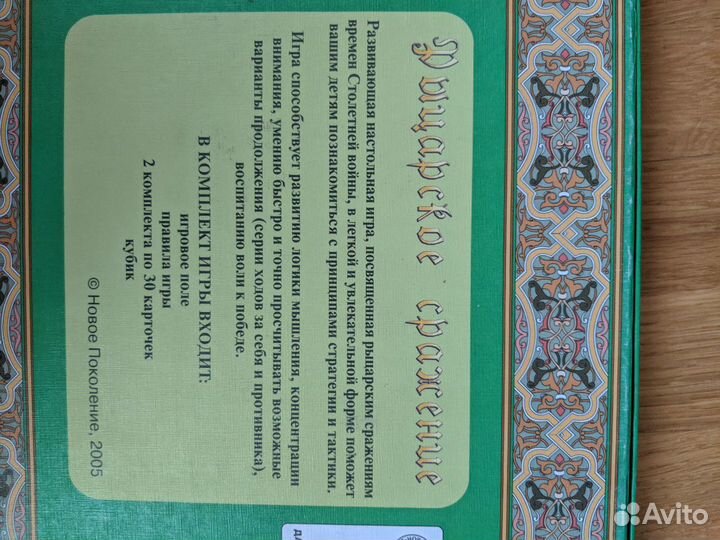 Рыцарское сражение
Развивающая настольная игра, посвященная рыцарским сражениям
времен Столетней войны, в легкой и увлекательной форме поможет
вашим детям познакомиться с принципами стратегии и тактики.
Игра способствует развитию логики мышления, концентрации
внимания, умению быстро и точно просчитывать возможные
варианты продолжения (серии ходов за себя и противника),
воспитанию воли к победе.
В КОМПЛЕКТ ИГРЫ ВХОДИТ:
игровое поле
правила игры
2 комплекта по 30 карточек
кубик
© Новое Поколение, 2005
Avito